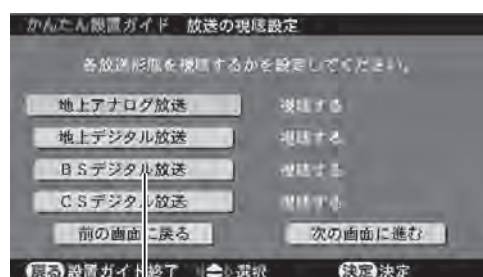 かんたん設置ガイド 放送の視聴設定
各放送形態を視聴するかを設定してください。
地上アナログ放送 視聴する
地上デジタル放送 視聴する
BSデジタル放送 視聴する
CSデジタル放送 視聴する
前の画面に戻る 次の画面に進む
戻る 設置ガイド終了 選択 決定 決定